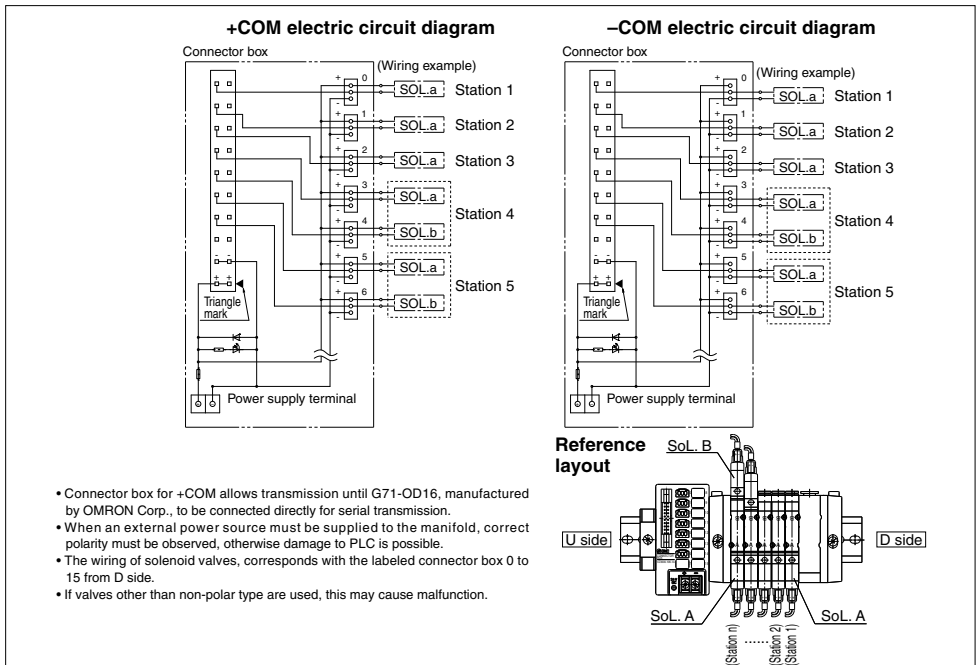 +COM electric circuit diagram
Connector box
(Wiring example)
+ 0
SOL.a Station 1
-
+ 1
SOL.a Station 2
-
+ 2
SOL.a Station 3
-
+ 3
SOL.a
-
Station 4
+ 4
SOL.b
-
+ 5
SOL.a
-
Station 5
+ 6
SOL.b
-
- -
+ +
Triangle
mark
Power supply terminal
–COM electric circuit diagram
Connector box
(Wiring example)
+ 0
SOL.a Station 1
-
+ 1
SOL.a Station 2
-
+ 2
SOL.a Station 3
-
+ 3
SOL.a
-
Station 4
+ 4
SOL.b
-
+ 5
SOL.a
-
Station 5
+ 6
SOL.b
-
- -
+ +
Triangle
mark
Power supply terminal
• Connector box for +COM allows transmission until G71-OD16, manufactured
by OMRON Corp., to be connected directly for serial transmission.
• When an external power source must be supplied to the manifold, correct
polarity must be observed, otherwise damage to PLC is possible.
• The wiring of solenoid valves, corresponds with the labeled connector box 0 to
15 from D side.
• If valves other than non-polar type are used, this may cause malfunction.
Reference
layout
SoL. B
U side
D side
SoL. A
SoL. A
(Station n)
......
(Station 2)
(Station 1)